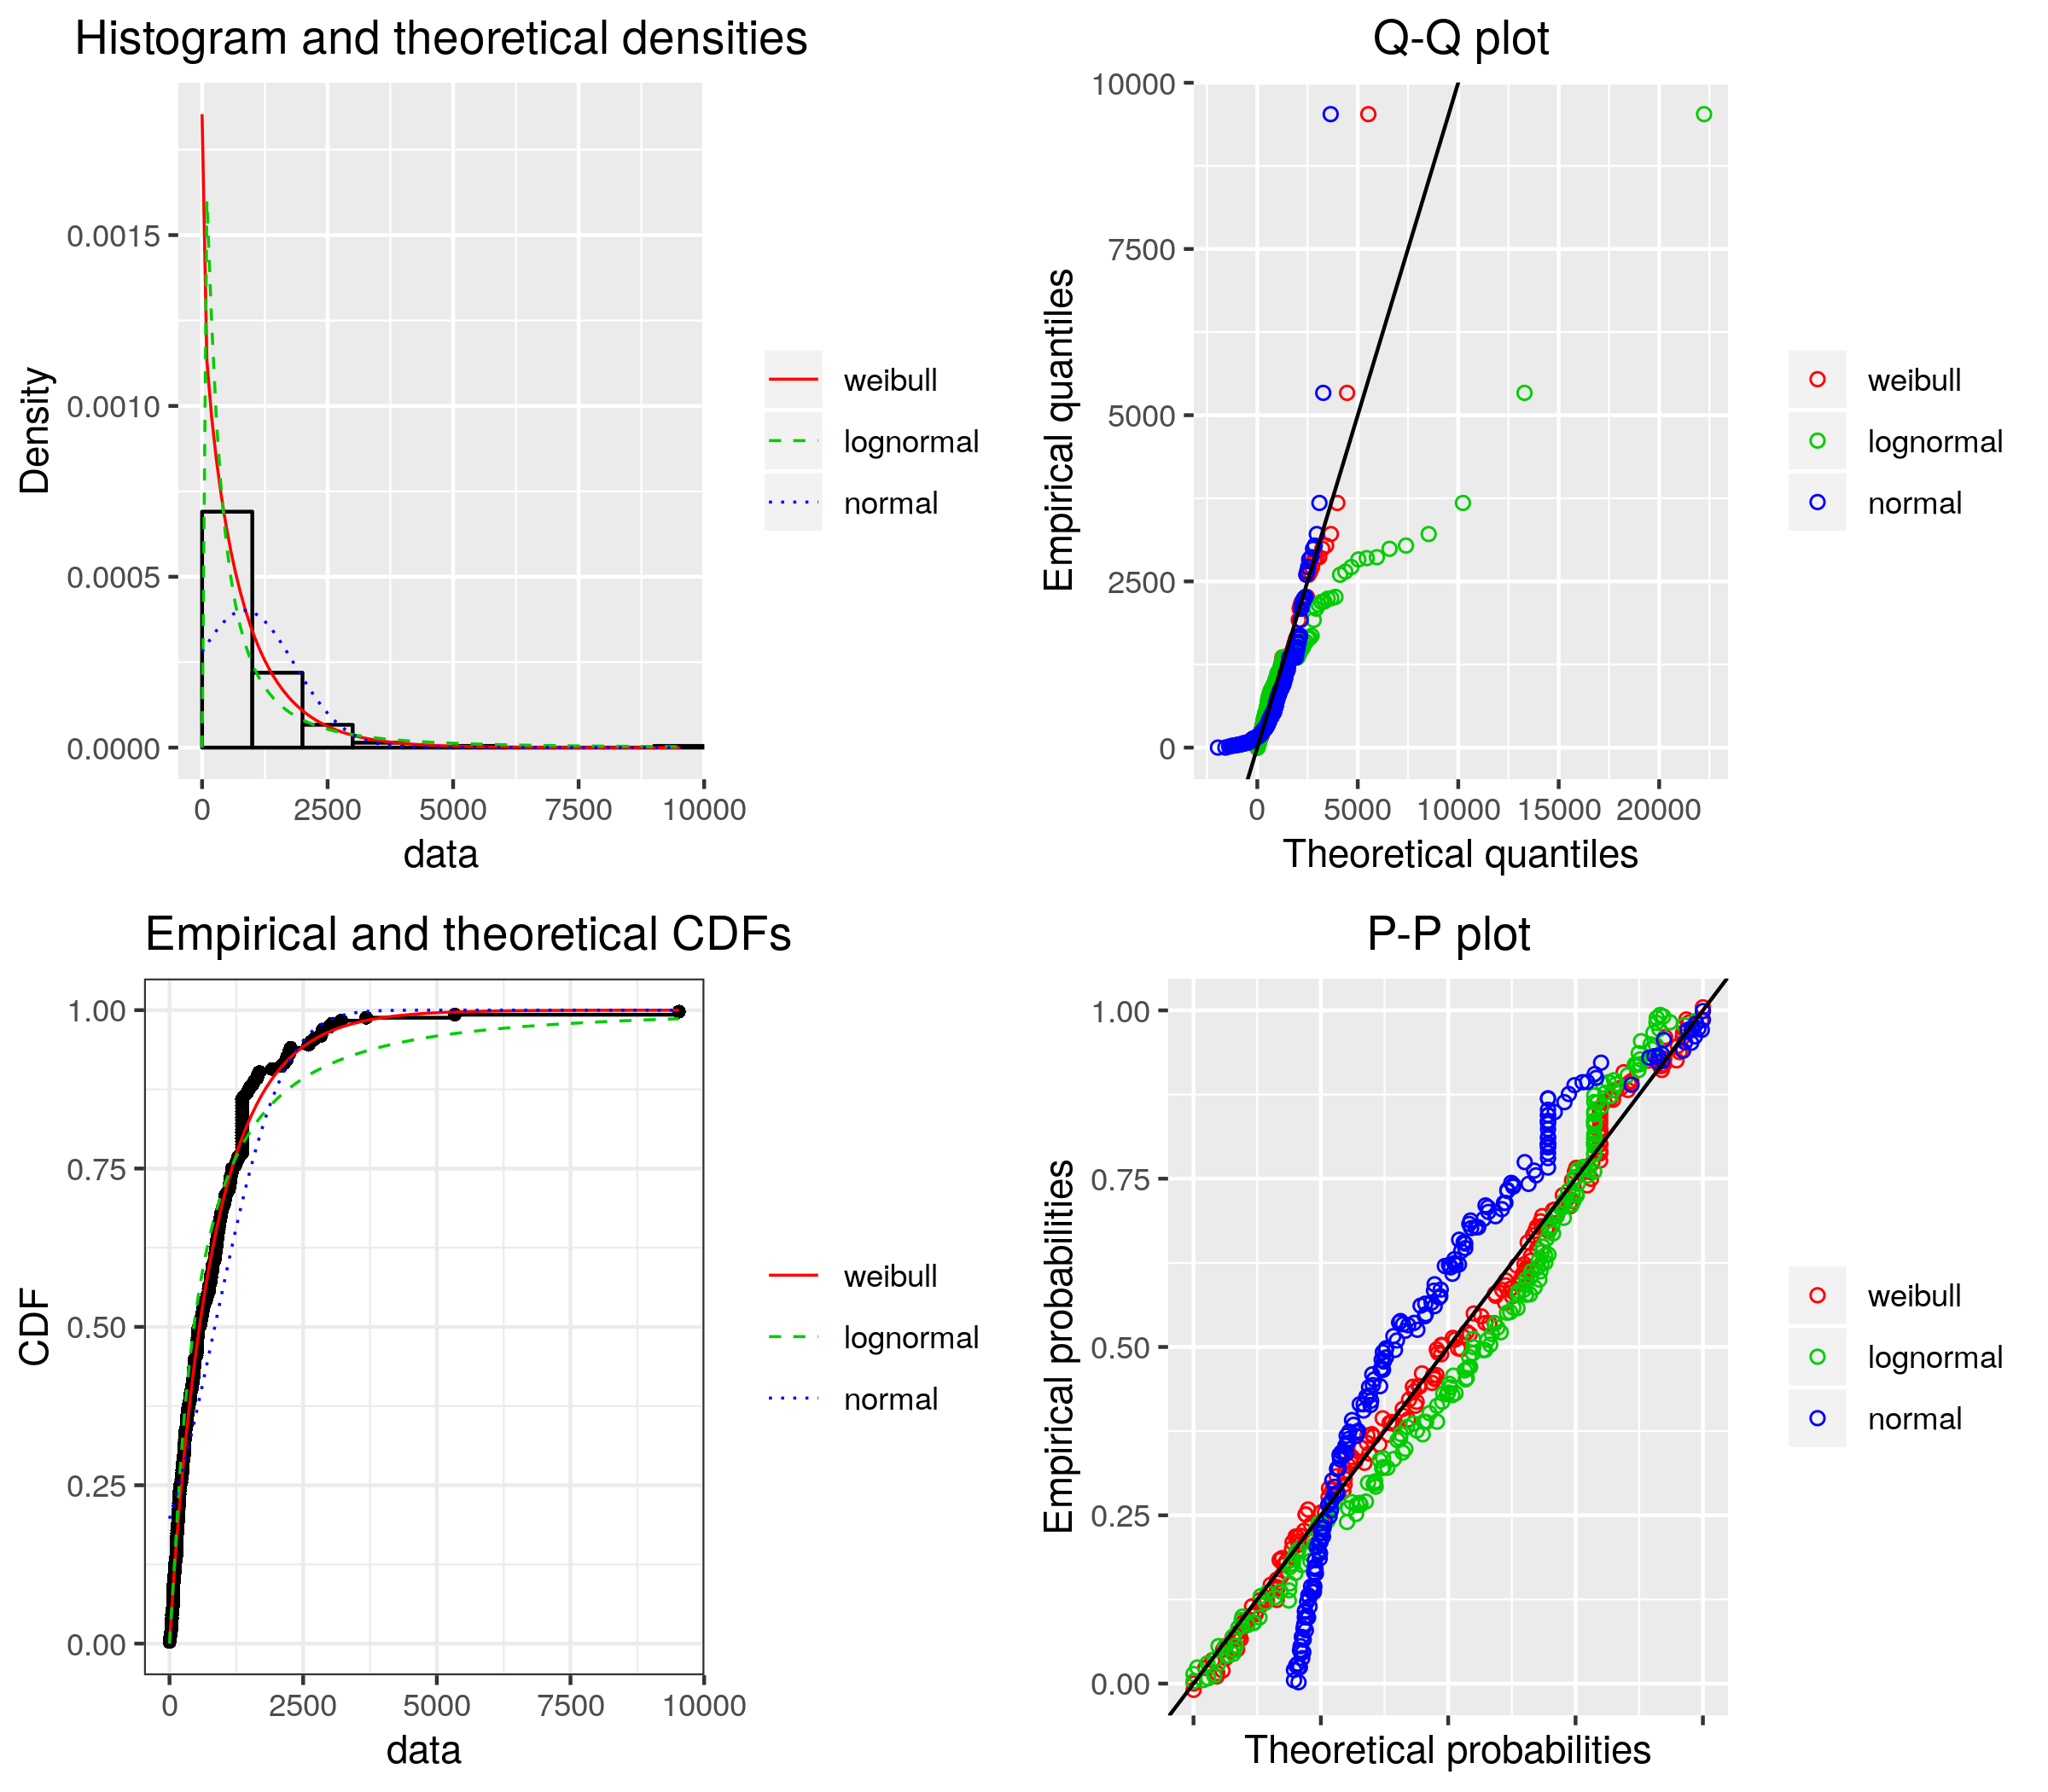 Histogram and theoretical densities
0.0015
0.0010
0.0005
0.0000
Density
0 2500 5000 7500 10000
data
weibull
lognormal
normal
Q-Q plot
10000
7500
5000
2500
0
Empirical quantiles
0 5000 10000 15000 20000
Theoretical quantiles
weibull
lognormal
normal
Empirical and theoretical CDFs
1.00
0.75
0.50
0.25
0.00
CDF
0 2500 5000 7500 10000
data
weibull
lognormal
normal
P-P plot
1.00
0.75
0.50
0.25
0.00
Empirical probabilities
Theoretical probabilities
weibull
lognormal
normal